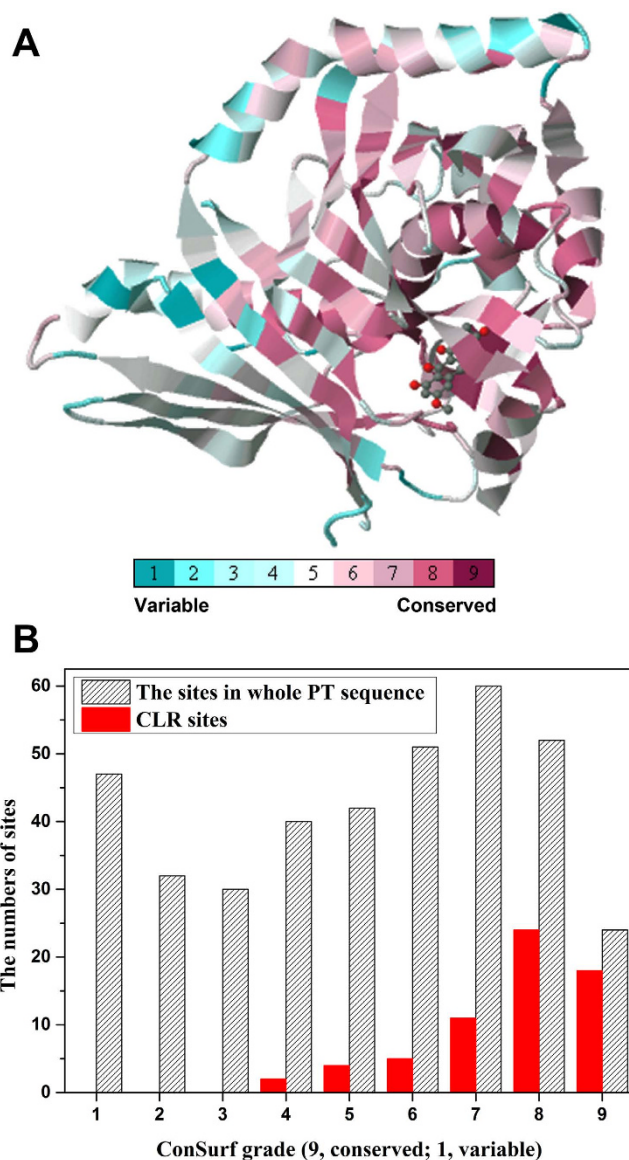 A
1 2 3 4 5 6 7 8 9
Variable Conserved
B
The sites in whole PT sequence
CLR sites
60
50
40
30
20
10
0
The numbers of sites
1 2 3 4 5 6 7 8 9
ConSurf grade (9, conserved; 1, variable)